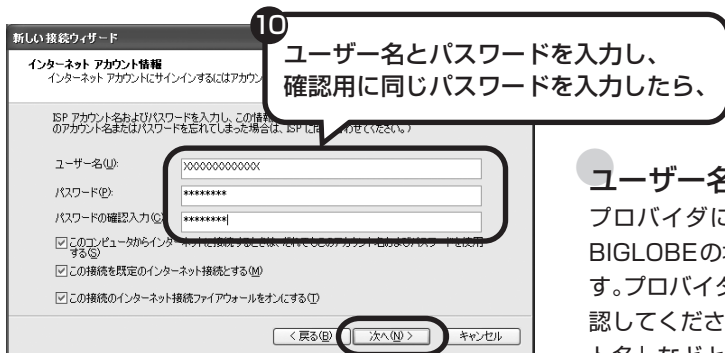 10
ユーザー名とパスワードを入力し、
確認用に同じパスワードを入力したら、
新しい接続ウィザード
インターネット アカウント情報
インターネット アカウントにサインインするにはアカウン
ISP アカウント名およびパスワードを入力し、この情報
のアカウント名またはパスワードを忘れてしまった場合は、ISP に問い合わせてください。)
ユーザー名(U):
XXXXXXXXXXXX
パスワード(P):
********
パスワードの確認入力(C):
********
このコンピュータからインターネットに接続するときは、だれでもこのアカウント名およびパスワードを使用
する(S)
この接続を既定のインターネット接続とする(M)
この接続のインターネット接続ファイアウォールをオンにする(T)
< 戻る(B)
次へ(N) >
キャンセル
ユーザー名
プロバイダに
BIGLOBEの
す。プロバイ
認してくださ